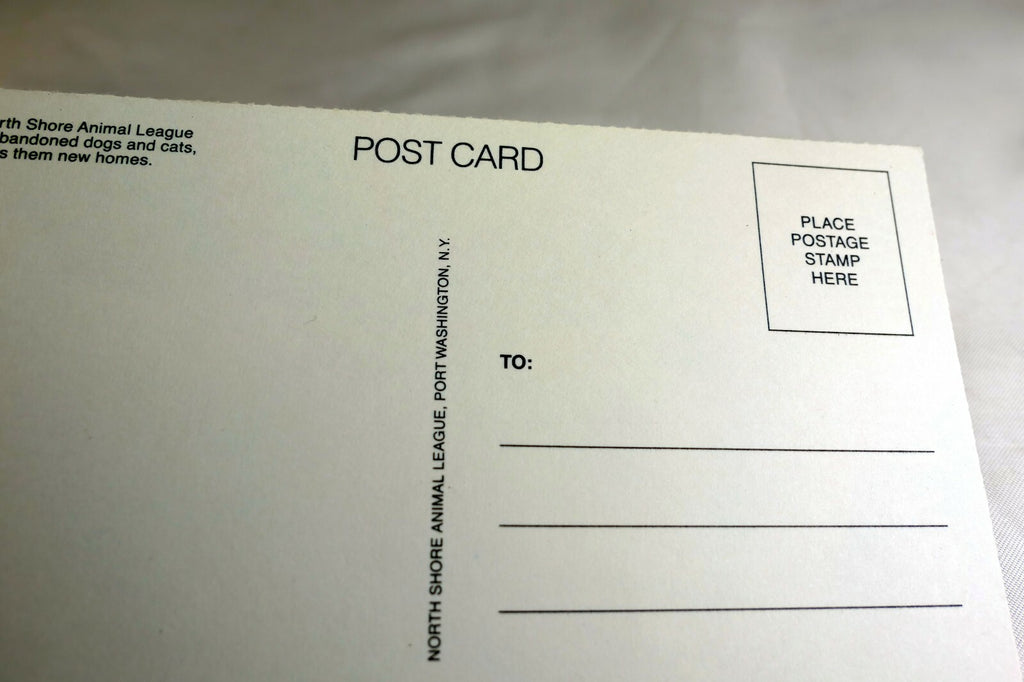 rth Shore Animal League
bandoned dogs and cats,
s them new homes.
POST CARD
PLACE
POSTAGE
STAMP
HERE
NORTH SHORE ANIMAL LEAGUE, PORT WASHINGTON, N.Y.
TO: